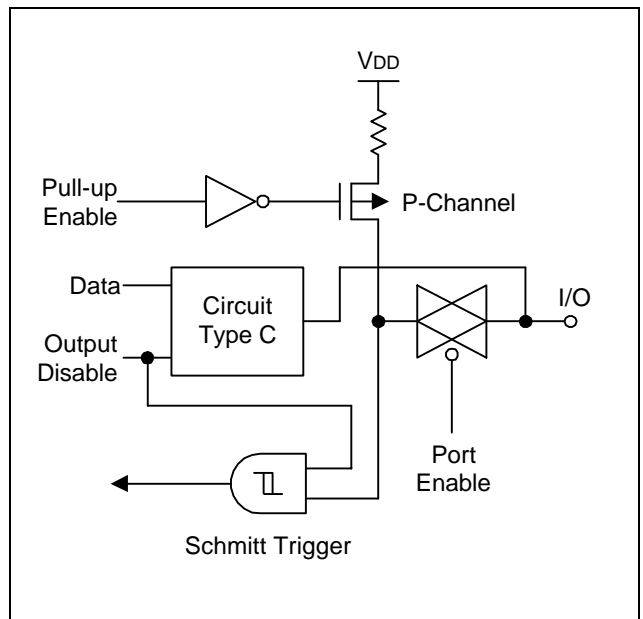 VDD
Pull-up
Enable
P-Channel
Data
Circuit
Type C
I/O
Output
Disable
Port
Enable
Schmitt Trigger